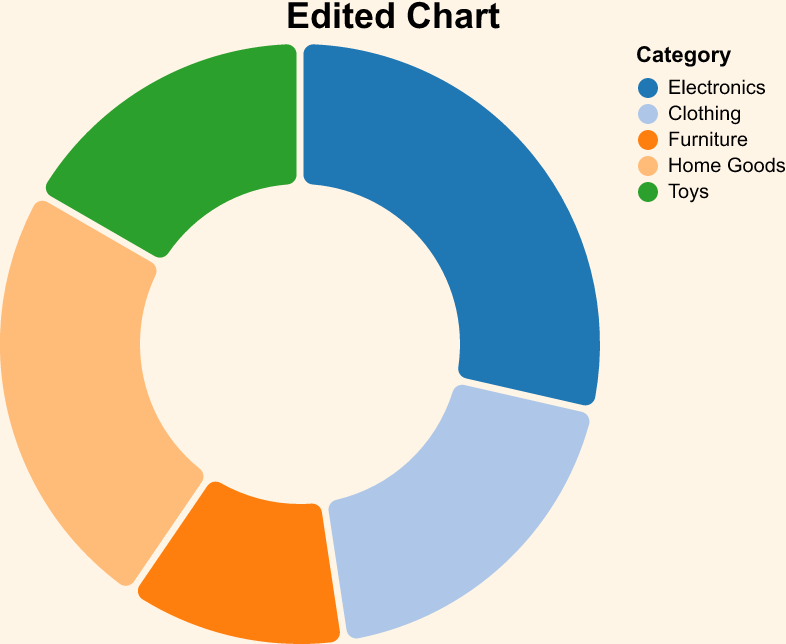 Edited Chart
Category
Electronics
Clothing
Furniture
Home Goods
Toys